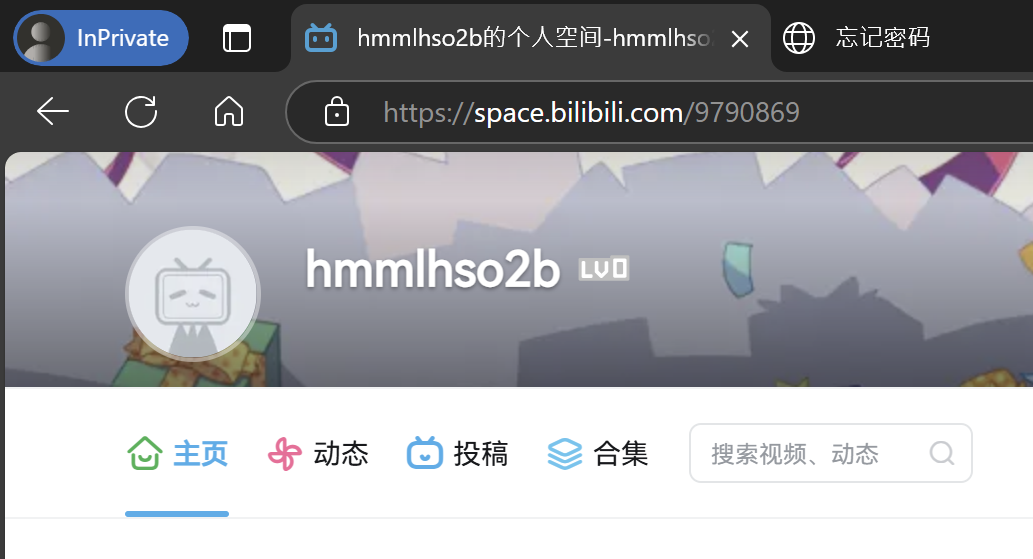 InPrivate
hmmlhso2b的个人空间-hmmlhso2
忘记密码
https://space.bilibili.com/9790869
hmmlhso2b LV0
主页 动态 投稿 合集 搜索视频、动态